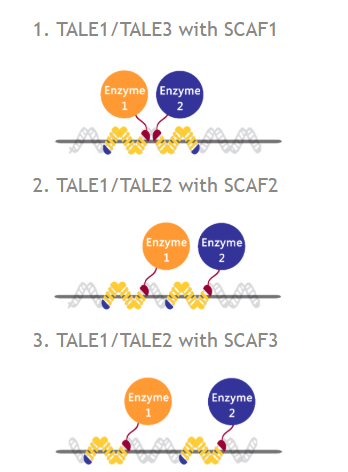 1. TALE1/TALE3 with SCAF1
Enzyme Enzyme
1 2
2. TALE1/TALE2 with SCAF2
Enzyme Enzyme
1 2
3. TALE1/TALE2 with SCAF3
Enzyme Enzyme
1 2